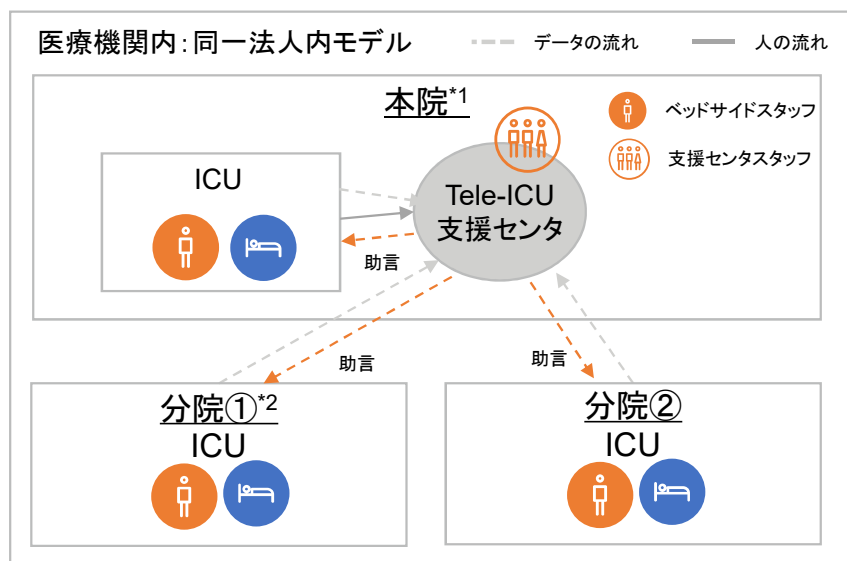 医療機関内：同一法人内モデル
データの流れ
人の流れ
本院*1
ベッドサイドスタッフ
支援センタスタッフ
ICU
Tele-ICU
支援センタ
助言
助言
助言
分院①*2
ICU
分院②
ICU